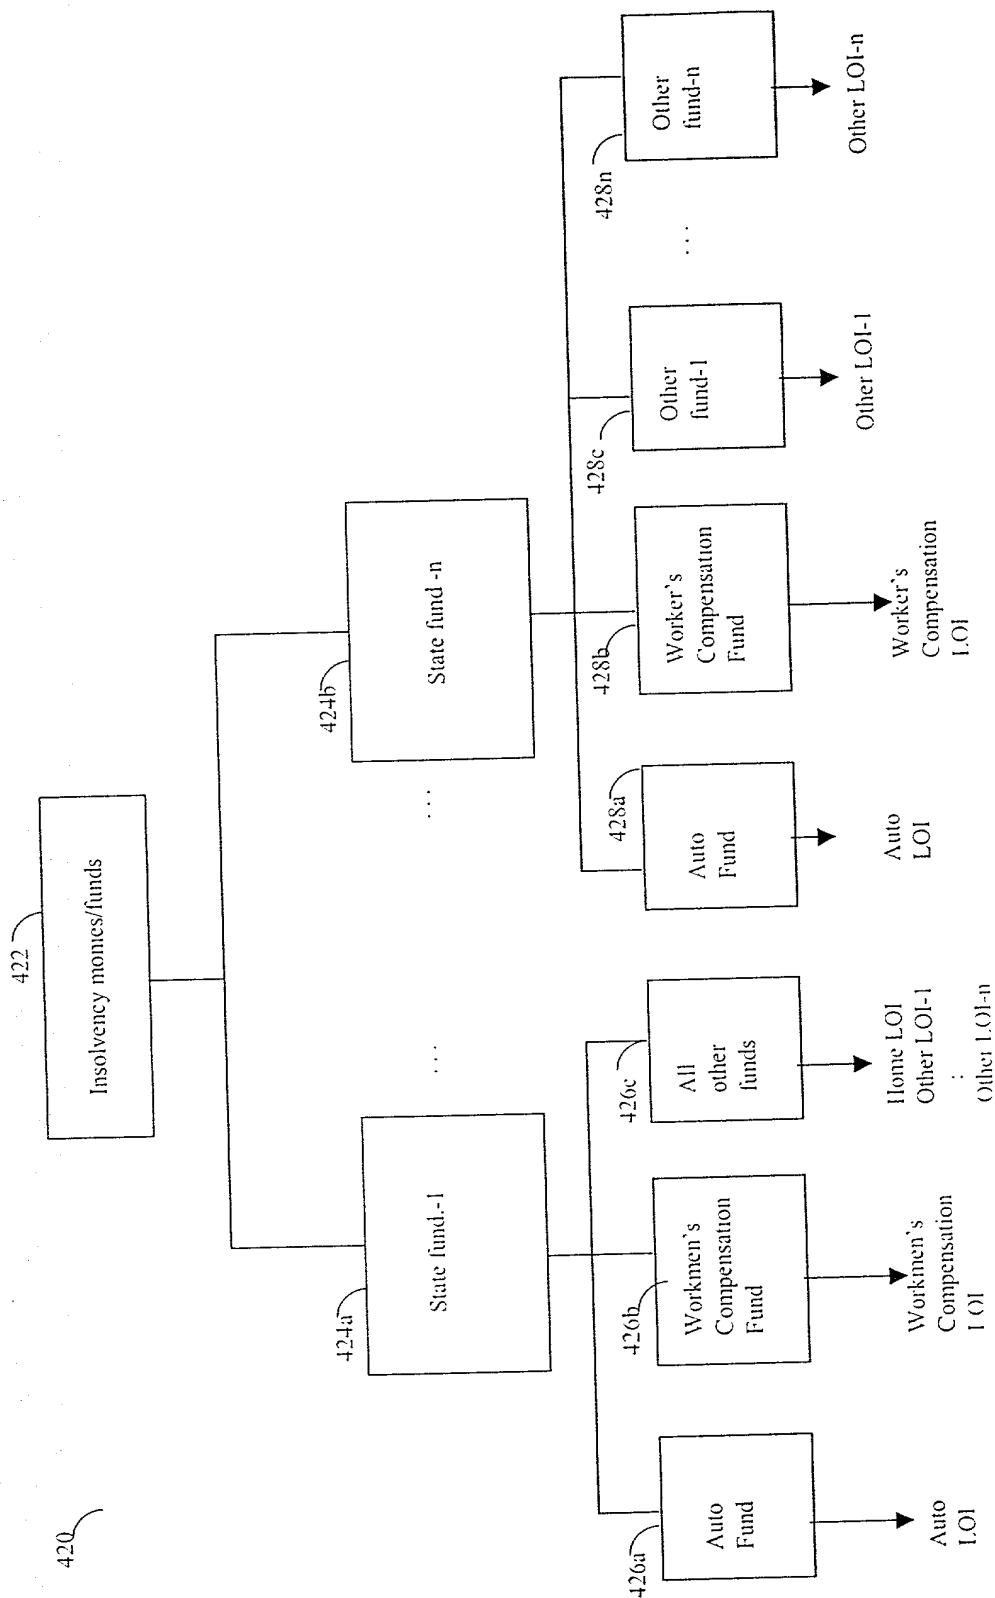 420
422
Insolvency monies/funds
424a
State fund.-1
. . .
. . .
424b
State fund -n
426a
Auto
Fund
426b
Workmen's
Compensation
Fund
426c
All
other
funds
428a
Auto
Fund
428b
Worker's
Compensation
Fund
428c
Other
fund-1
. . .
428n
Other
fund-n
Auto
LOI
Workmen's
Compensation
LOI
Home LOI
Other LOI-1
:
Other LOI-n
Auto
LOI
Worker's
Compensation
LOI
Other LOI-1
Other LOI-n